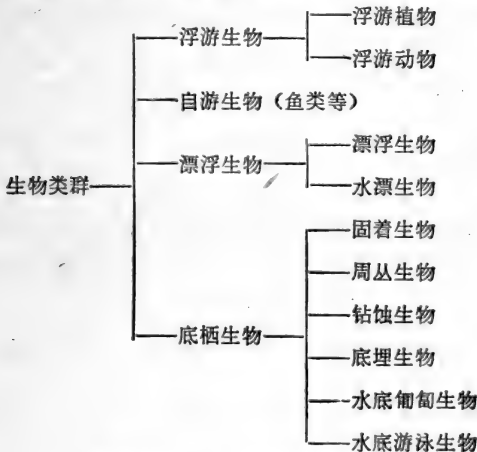 浮游植物
浮游生物
浮游动物
自游生物（鱼类等）
漂浮生物
漂浮生物
水漂生物
生物类群
固着生物
周丛生物
钻蚀生物
底栖生物
底埋生物
水底匍匐生物
水底游泳生物